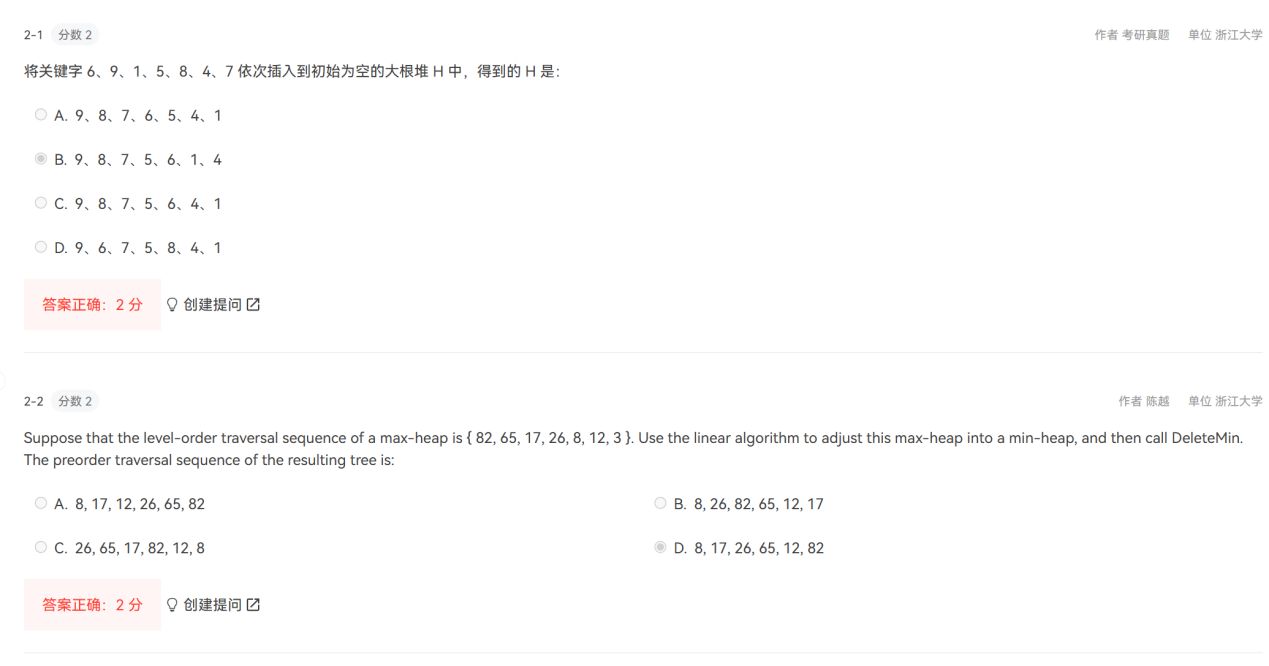 2-1 分数 2 作者 考研真题 单位 浙江大学
将关键字 6、9、1、5、8、4、7 依次插入到初始为空的大根堆 H 中，得到的 H 是：
A. 9、8、7、6、5、4、1
B. 9、8、7、5、6、1、4
C. 9、8、7、5、6、4、1
D. 9、6、7、5、8、4、1
答案正确：2 分 创建提问
2-2 分数 2 作者 陈越 单位 浙江大学
Suppose that the level-order traversal sequence of a max-heap is { 82, 65, 17, 26, 8, 12, 3 }. Use the linear algorithm to adjust this max-heap into a min-heap, and then call DeleteMin.
The preorder traversal sequence of the resulting tree is:
A. 8, 17, 12, 26, 65, 82 B. 8, 26, 82, 65, 12, 17
C. 26, 65, 17, 82, 12, 8 D. 8, 17, 26, 65, 12, 82
答案正确：2 分 创建提问